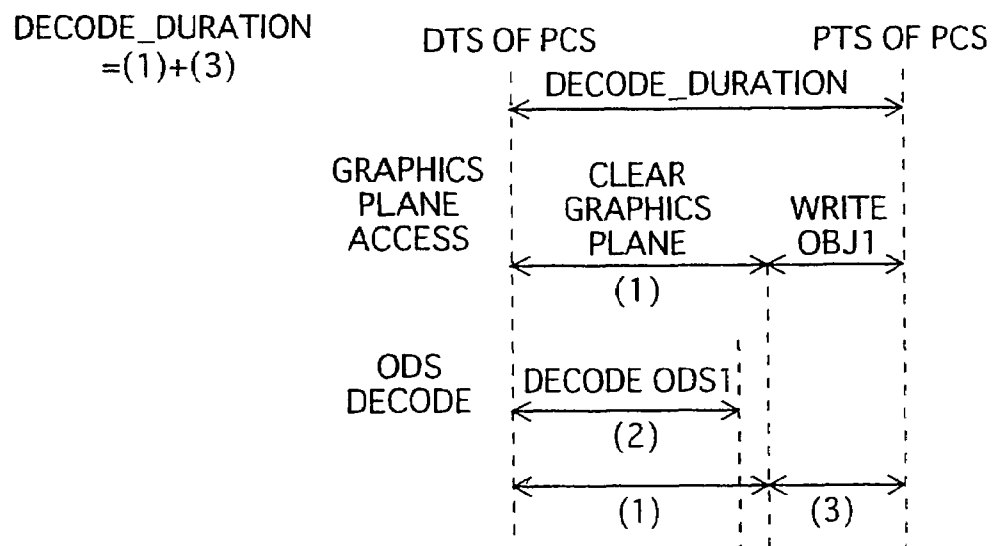 DECODE_DURATION
=(1)+(3)
DTS OF PCS
PTS OF PCS
DECODE_DURATION
GRAPHICS
PLANE
ACCESS
CLEAR
GRAPHICS
PLANE
WRITE
OBJ1
(1)
ODS
DECODE
DECODE ODS1
(2)
(1)
(3)